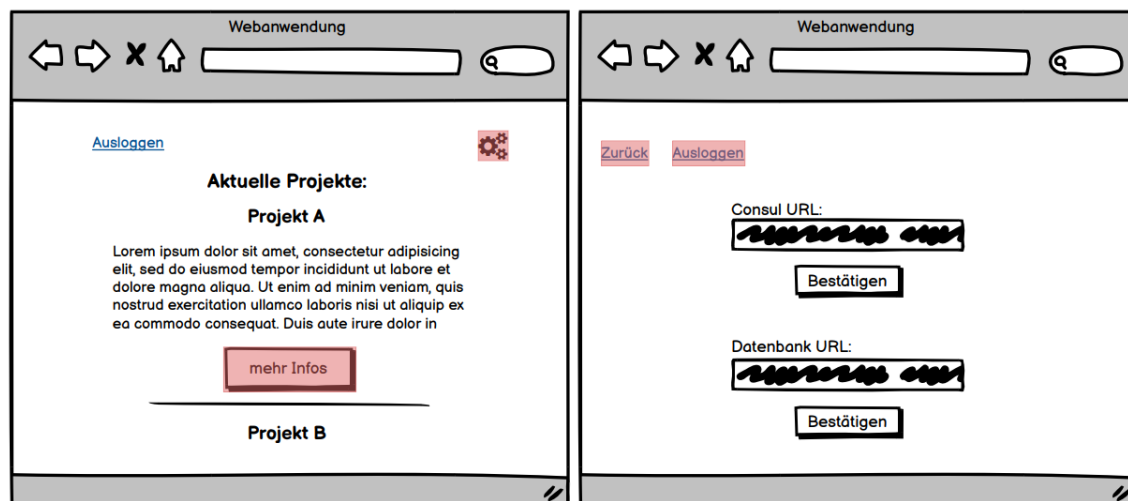 Webanwendung
Ausloggen
Aktuelle Projekte:
Projekt A
Lorem ipsum dolor sit amet, consectetur adipisicing
elit, sed do eiusmod tempor incididunt ut labore et
dolore magna aliqua. Ut enim ad minim veniam, quis
nostrud exercitation ullamco laboris nisi ut aliquip ex
ea commodo consequat. Duis aute irure dolor in
mehr Infos
Projekt B
Webanwendung
Zurück Ausloggen
Consul URL:
Bestätigen
Datenbank URL:
Bestätigen